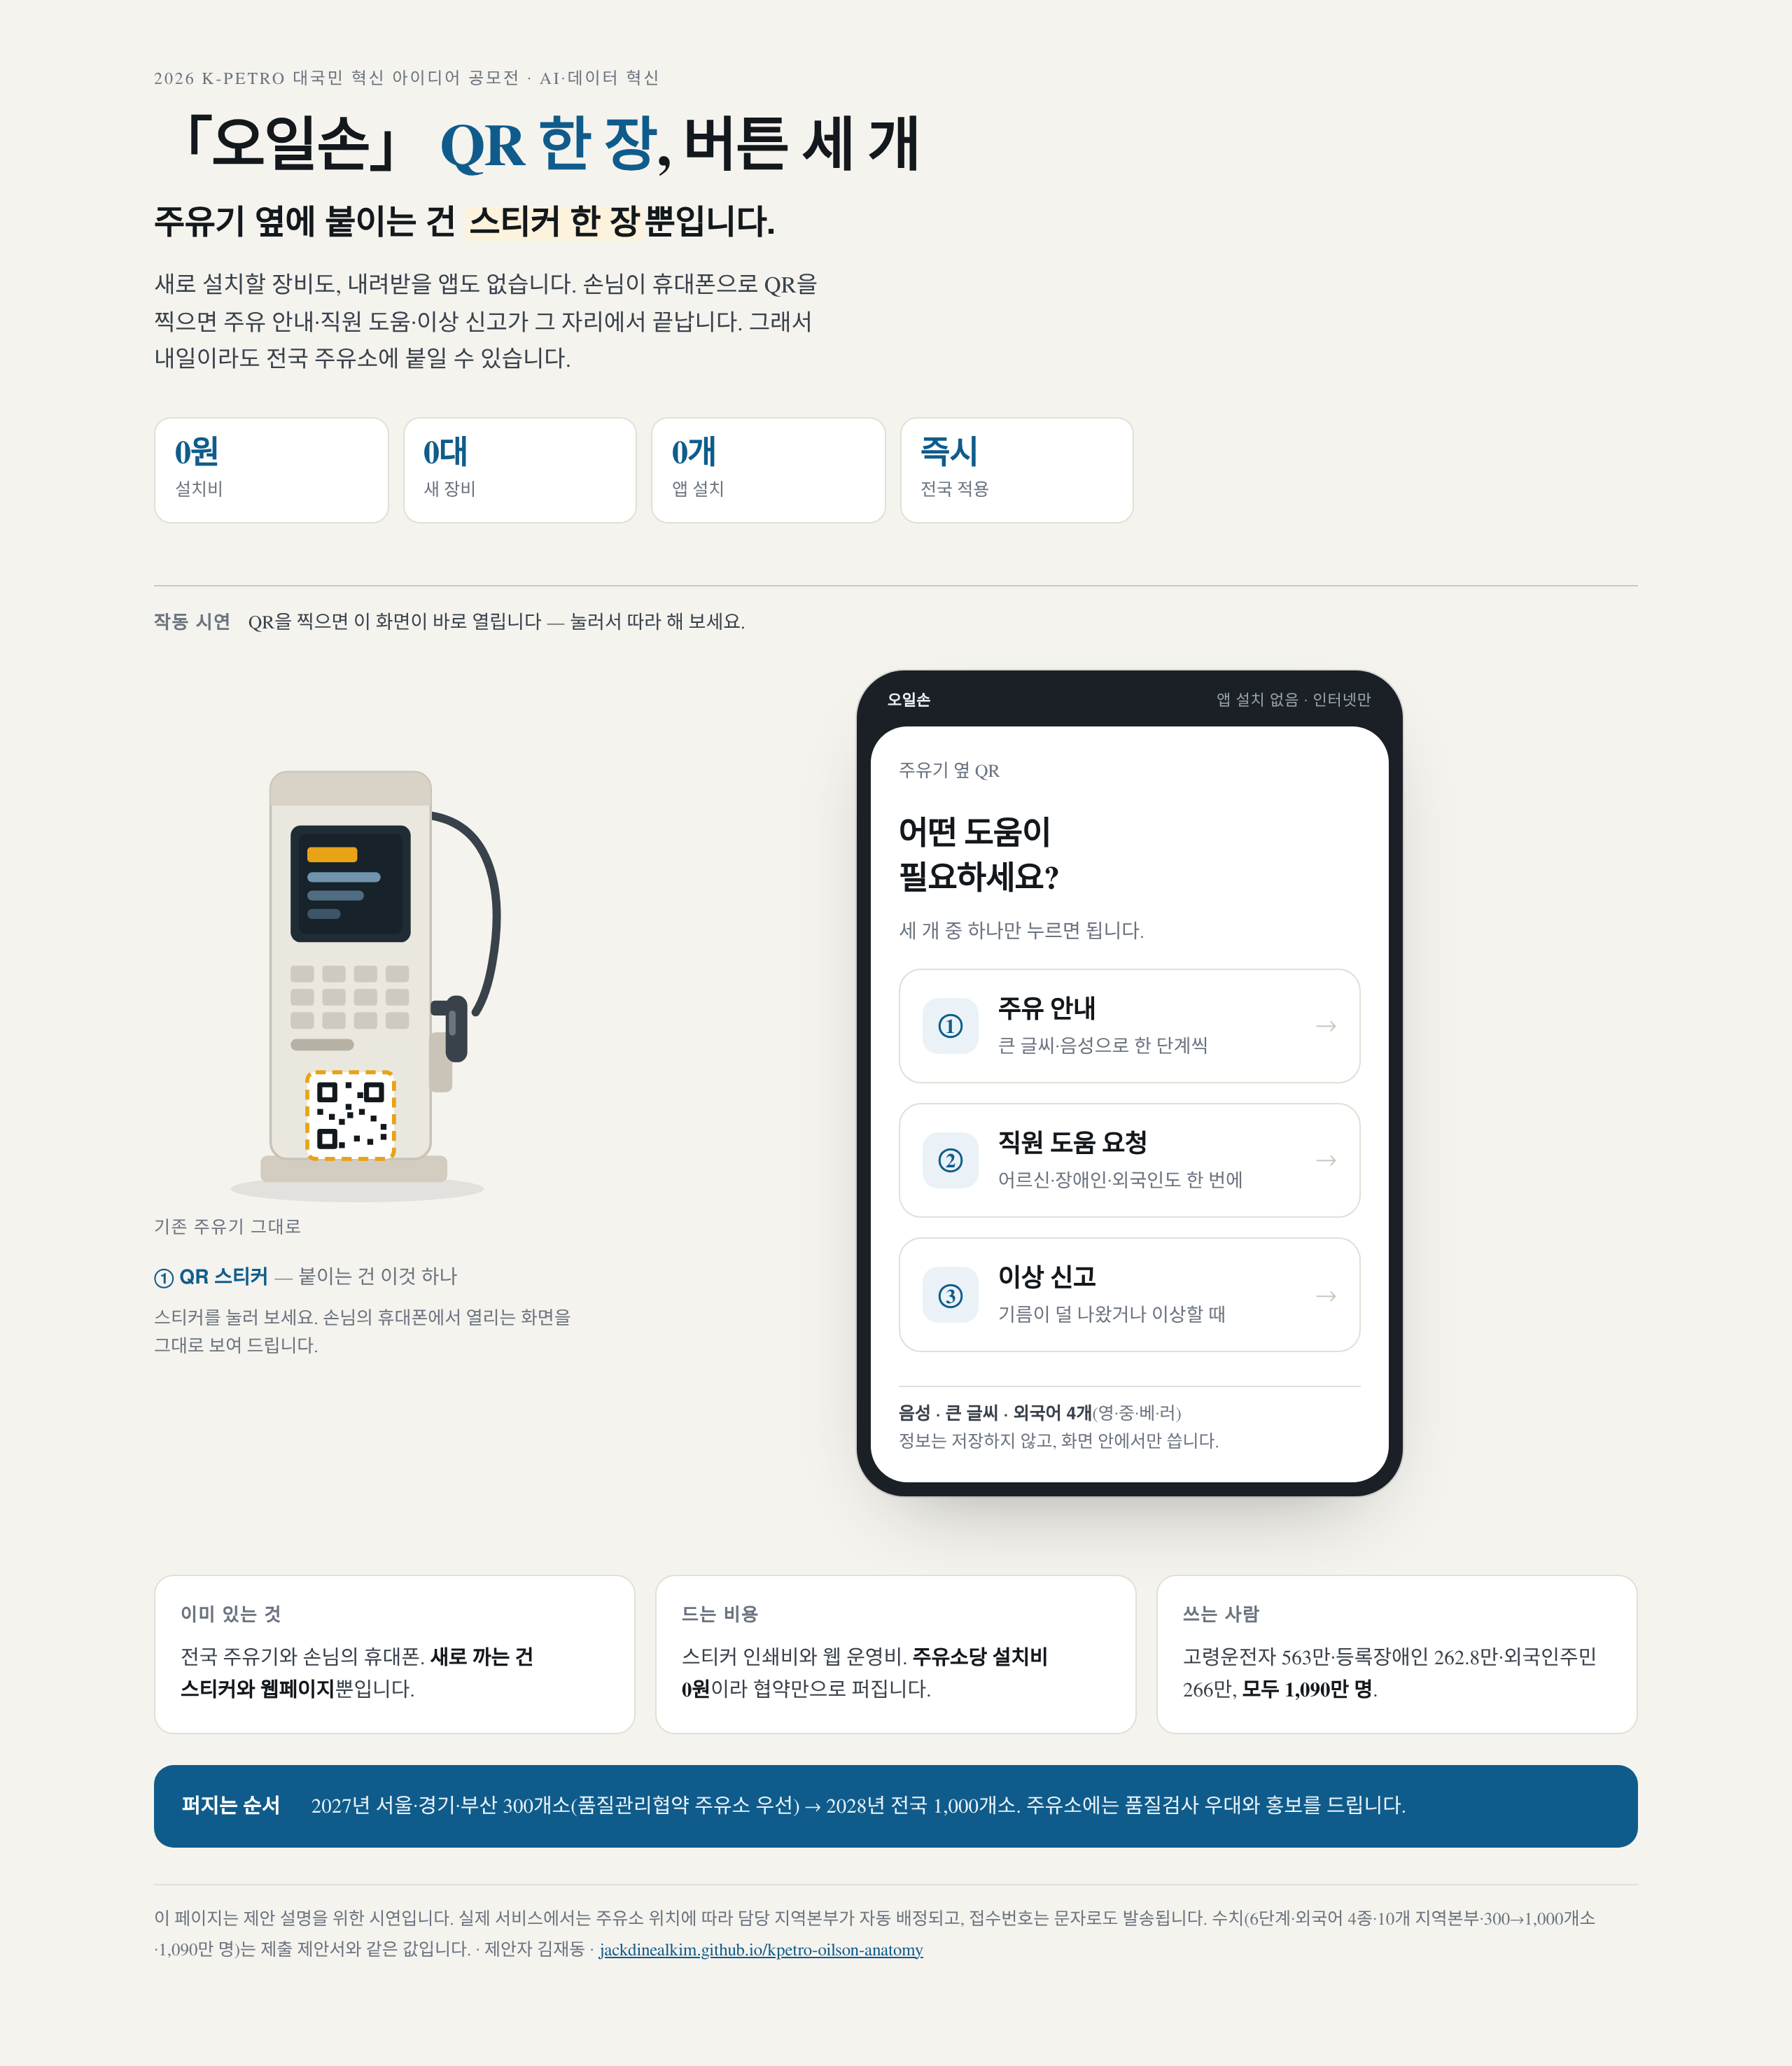 2026 K-PETRO 대국민 혁신 아이디어 공모전 · AI·데이터 혁신
「오일손」 QR 한 장, 버튼 세 개
주유기 옆에 붙이는 건 스티커 한 장뿐입니다.
새로 설치할 장비도, 내려받을 앱도 없습니다. 손님이 휴대폰으로 QR을
찍으면 주유 안내·직원 도움·이상 신고가 그 자리에서 끝납니다. 그래서
내일이라도 전국 주유소에 붙일 수 있습니다.
0원
설치비
0대
새 장비
0개
앱 설치
즉시
전국 적용
작동 시연 QR을 찍으면 이 화면이 바로 열립니다 — 눌러서 따라 해 보세요.
기존 주유기 그대로
① QR 스티커 — 붙이는 건 이것 하나
스티커를 눌러 보세요. 손님의 휴대폰에서 열리는 화면을
그대로 보여 드립니다.
오일손 앱 설치 없음 · 인터넷만
주유기 옆 QR
어떤 도움이
필요하세요?
세 개 중 하나만 누르면 됩니다.
① 주유 안내 →
큰 글씨·음성으로 한 단계씩
② 직원 도움 요청 →
어르신·장애인·외국인도 한 번에
③ 이상 신고 →
기름이 덜 나왔거나 이상할 때
음성 · 큰 글씨 · 외국어 4개(영·중·베·러)
정보는 저장하지 않고, 화면 안에서만 씁니다.
이미 있는 것
전국 주유기와 손님의 휴대폰. 새로 까는 건
스티커와 웹페이지뿐입니다.
드는 비용
스티커 인쇄비와 웹 운영비. 주유소당 설치비
0원이라 협약만으로 퍼집니다.
쓰는 사람
고령운전자 563만·등록장애인 262.8만·외국인주민
266만, 모두 1,090만 명.
퍼지는 순서 2027년 서울·경기·부산 300개소(품질관리협약 주유소 우선) → 2028년 전국 1,000개소. 주유소에는 품질검사 우대와 홍보를 드립니다.
이 페이지는 제안 설명을 위한 시연입니다. 실제 서비스에서는 주유소 위치에 따라 담당 지역본부가 자동 배정되고, 접수번호는 문자로도 발송됩니다. 수치(6단계·외국어 4종·10개 지역본부·300→1,000개소
·1,090만 명)는 제출 제안서와 같은 값입니다. · 제안자 김재동 · jackdinealkim.github.io/kpetro-oilson-anatomy